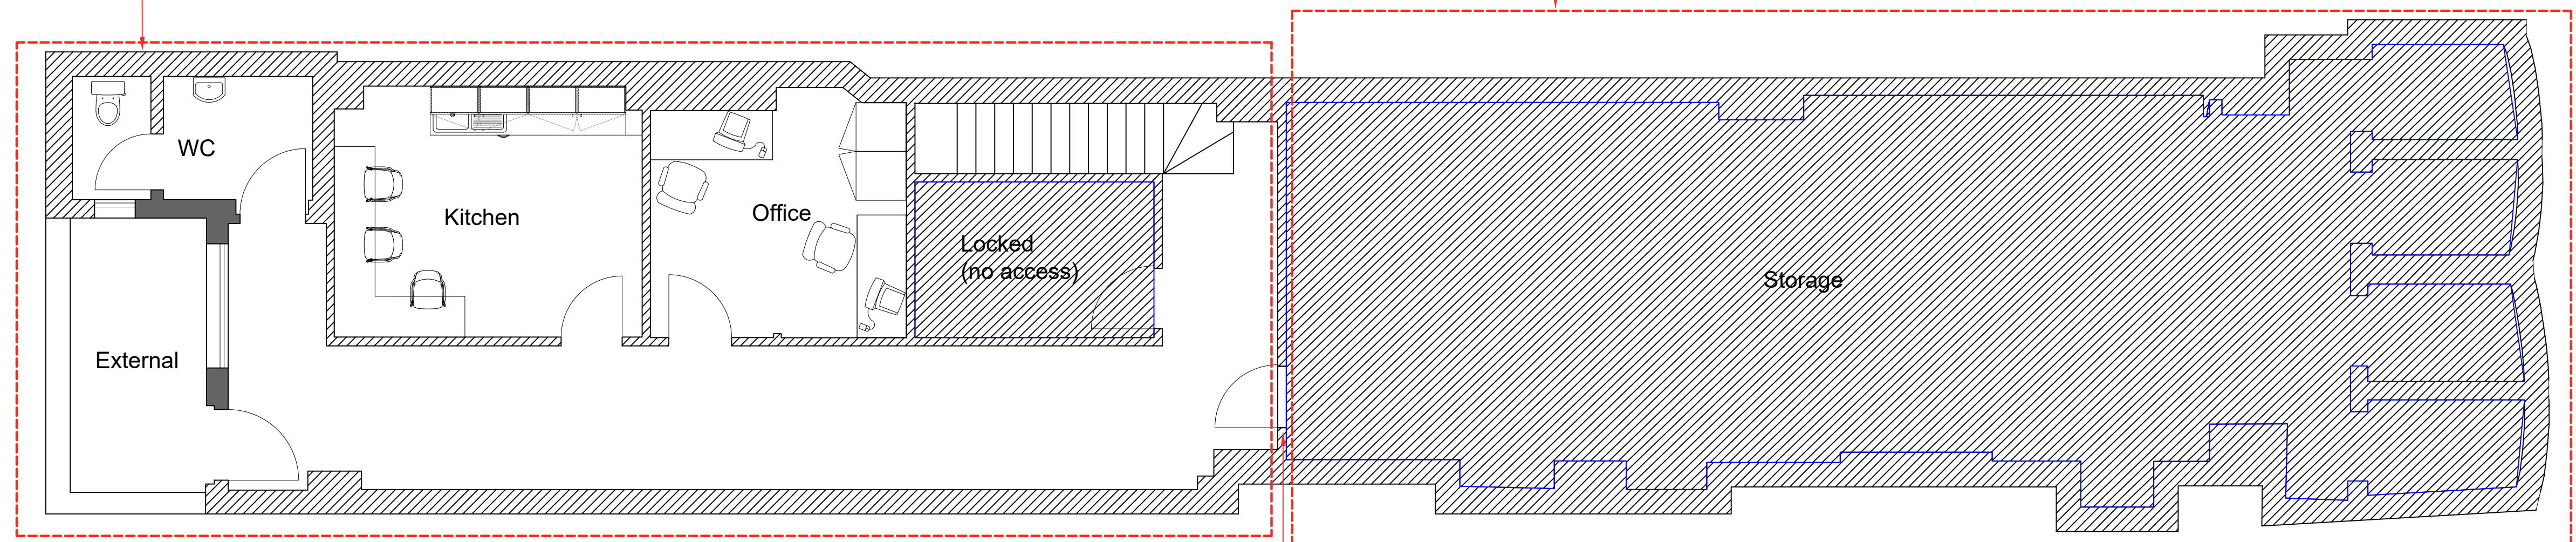 WC
Kitchen
Office
Locked
(no access)
Storage
External